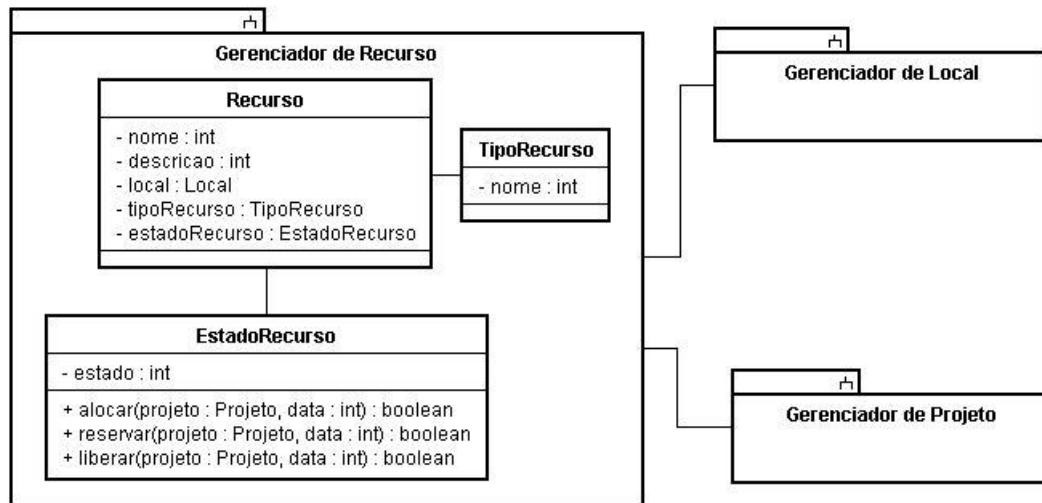 Gerenciador de Recurso
Recurso
- nome : int
- descricao : int
- local : Local
- tipoRecurso : TipoRecurso
- estadoRecurso : EstadoRecurso
TipoRecurso
- nome : int
EstadoRecurso
- estado : int
+ alocar(projeto : Projeto, data : int) : boolean
+ reservar(projeto : Projeto, data : int) : boolean
+ liberar(projeto : Projeto, data : int) : boolean
Gerenciador de Local
Gerenciador de Projeto